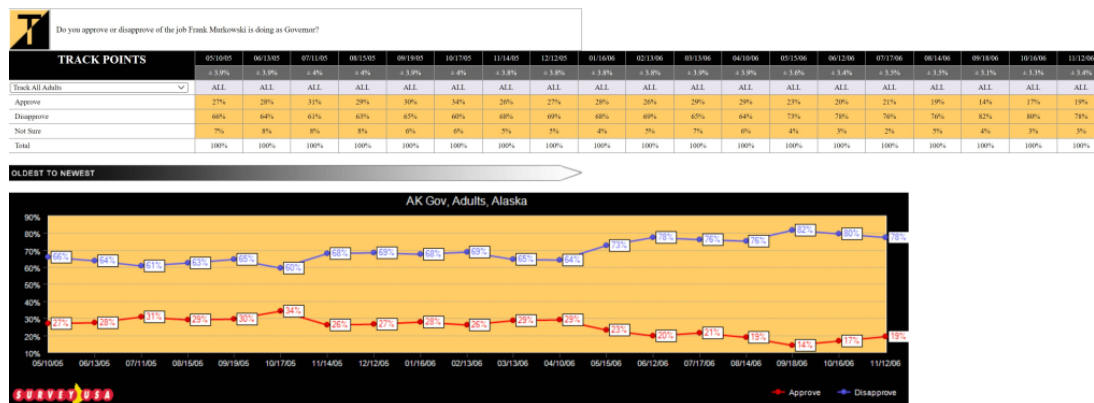 Do you approve or disapprove of the job Frank Murkowski is doing as Governor?
TRACK POINTS 05/10/05 06/13/05 07/11/05 08/15/05 09/19/05 10/17/05 11/14/05 12/12/05 01/16/06 02/13/06 03/13/06 04/10/06 05/15/06 06/12/06 07/17/06 08/14/06 09/18/06 10/16/06 11/12/06
± 3.9% ± 3.9% ± 4% ± 4% ± 3.9% ± 4% ± 3.8% ± 3.8% ± 3.8% ± 3.8% ± 3.9% ± 3.9% ± 3.6% ± 3.4% ± 3.5% ± 3.5% ± 3.1% ± 3.3% ± 3.4%
Track All Adults ALL ALL ALL ALL ALL ALL ALL ALL ALL ALL ALL ALL ALL ALL ALL ALL ALL ALL ALL
Approve 27% 28% 31% 29% 30% 34% 26% 27% 28% 26% 29% 29% 23% 20% 21% 19% 14% 17% 19%
Disapprove 66% 64% 61% 63% 65% 60% 68% 69% 68% 69% 65% 64% 73% 78% 76% 76% 82% 80% 78%
Not Sure 7% 8% 8% 8% 6% 6% 5% 5% 4% 5% 7% 6% 4% 3% 2% 5% 4% 3% 3%
Total 100% 100% 100% 100% 100% 100% 100% 100% 100% 100% 100% 100% 100% 100% 100% 100% 100% 100% 100%
OLDEST TO NEWEST
AK Gov, Adults, Alaska
90%
80%
70%
60%
50%
40%
30%
20%
10%
66% 64% 61% 63% 65% 60% 68% 69% 68% 69% 65% 64% 73% 78% 76% 76% 82% 80% 78%
27% 28% 31% 29% 30% 34% 26% 27% 28% 26% 29% 29% 23% 20% 21% 19% 14% 17% 19%
05/10/05 06/13/05 07/11/05 08/15/05 09/19/05 10/17/05 11/14/05 12/12/05 01/16/06 02/13/06 03/13/06 04/10/06 05/15/06 06/12/06 07/17/06 08/14/06 09/18/06 10/16/06 11/12/06
SURVEY USA
Approve Disapprove